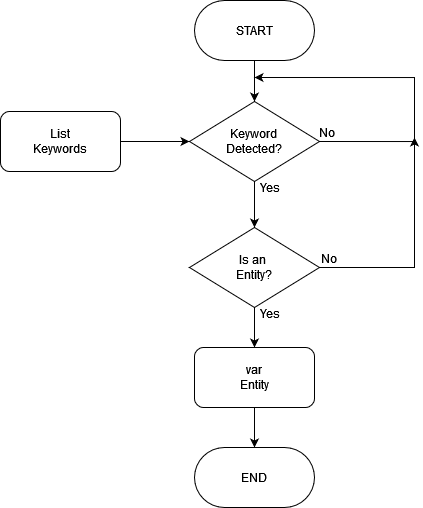 START
List
Keywords
Keyword
Detected?
No
Yes
Is an
Entity?
No
Yes
var
Entity
END